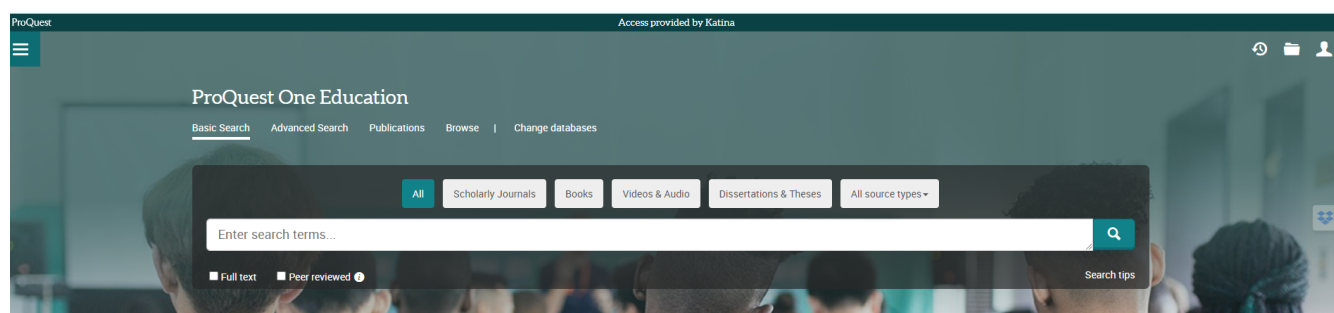 ProQuest
Access provided by Katina
ProQuest One Education
Basic Search Advanced Search Publications Browse | Change databases
All Scholarly Journals Books Videos & Audio Dissertations & Theses All source types
Enter search terms...
Full text Peer reviewed i
Search tips